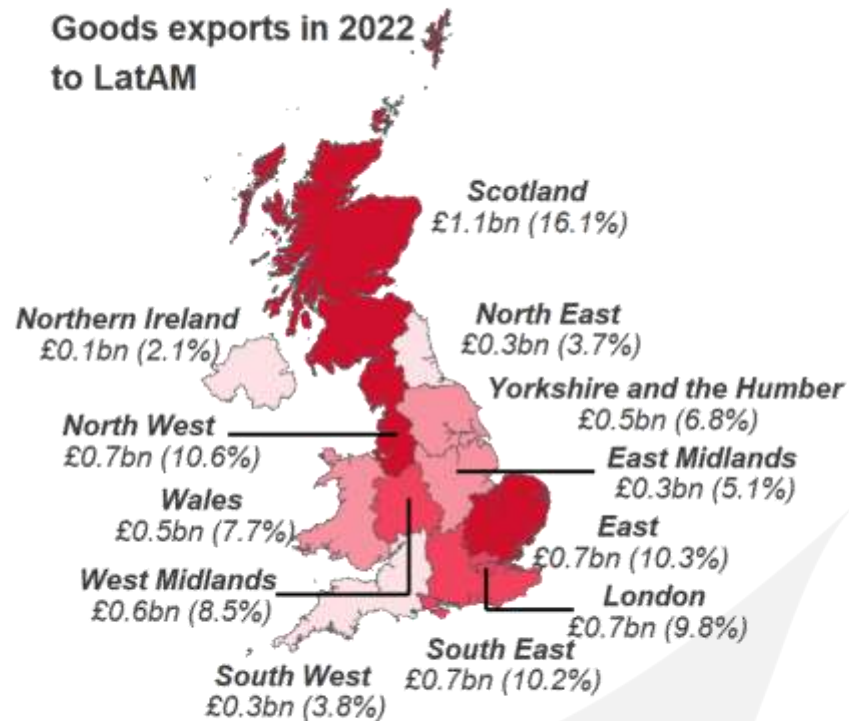 Goods exports in 2022
to LatAM
Scotland
£1.1bn (16.1%)
Northern Ireland
£0.1bn (2.1%)
North East
£0.3bn (3.7%)
Yorkshire and the Humber
£0.5bn (6.8%)
North West
£0.7bn (10.6%)
East Midlands
£0.3bn (5.1%)
Wales
£0.5bn (7.7%)
East
£0.7bn (10.3%)
West Midlands
£0.6bn (8.5%)
London
£0.7bn (9.8%)
South East
£0.7bn (10.2%)
South West
£0.3bn (3.8%)